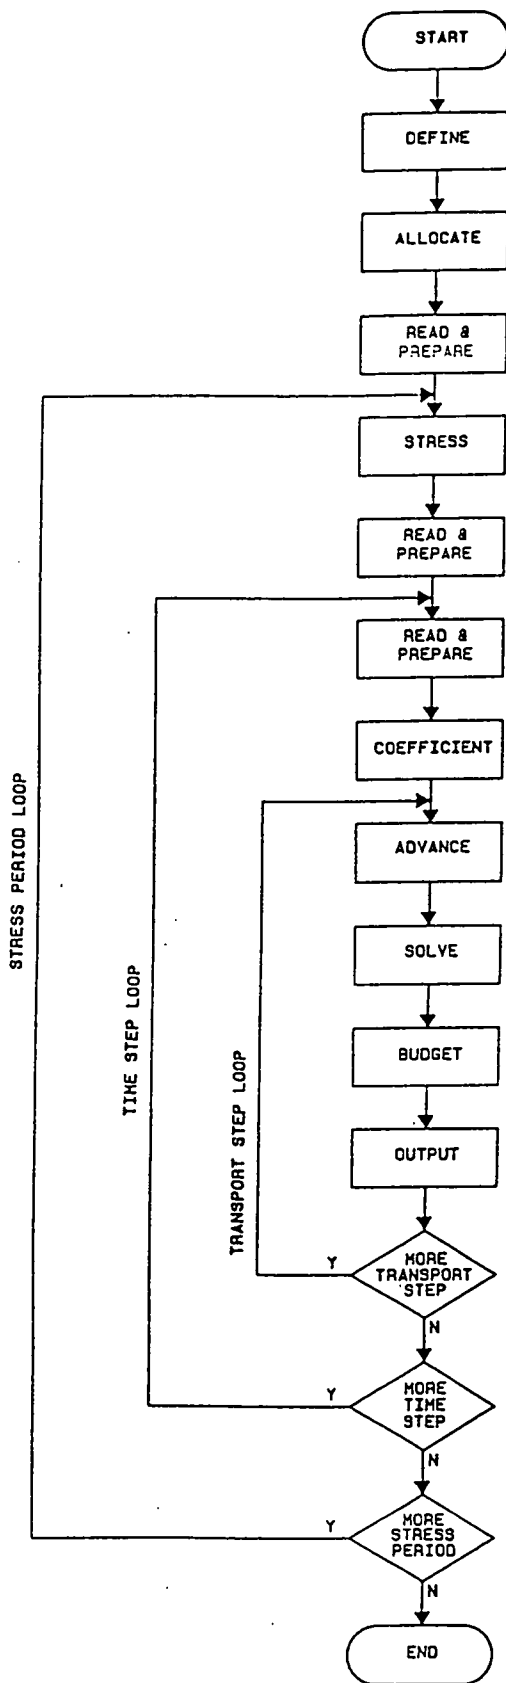 START
DEFINE
ALLOCATE
READ &
PREPARE
STRESS
READ &
PREPARE
READ &
PREPARE
COEFFICIENT
ADVANCE
SOLVE
BUDGET
OUTPUT
MORE
TRANSPORT
STEP
Y
N
MORE
TIME
STEP
Y
N
MORE
STRESS
PERIOD
Y
N
END
STRESS PERIOD LOOP
TIME STEP LOOP
TRANSPORT STEP LOOP